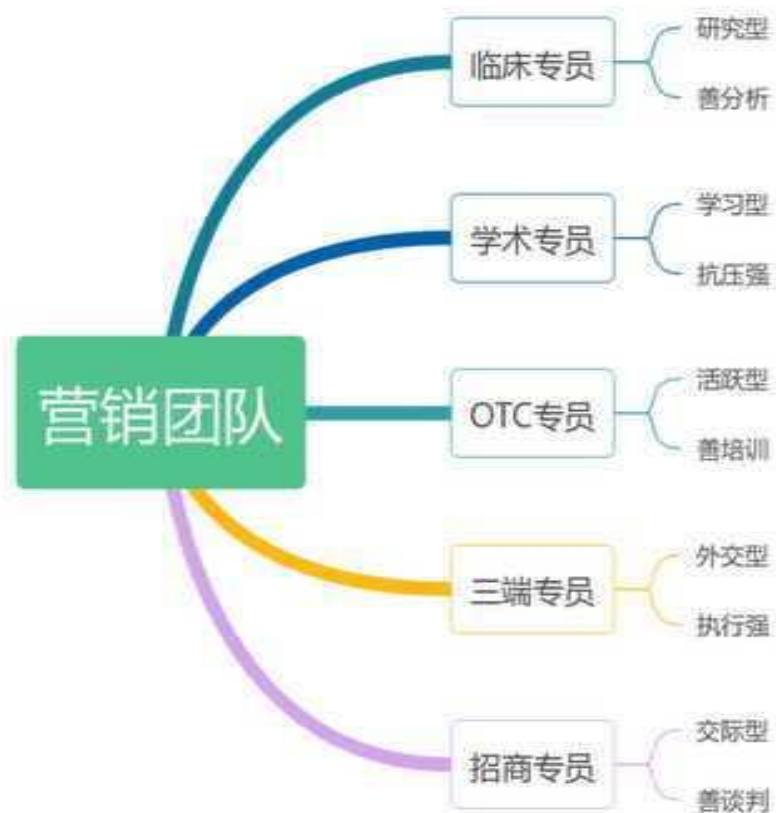 营销团队
临床专员
研究型
善分析
学术专员
学习型
抗压强
OTC专员
活跃型
善培训
三端专员
外交型
执行强
招商专员
交际型
善谈判